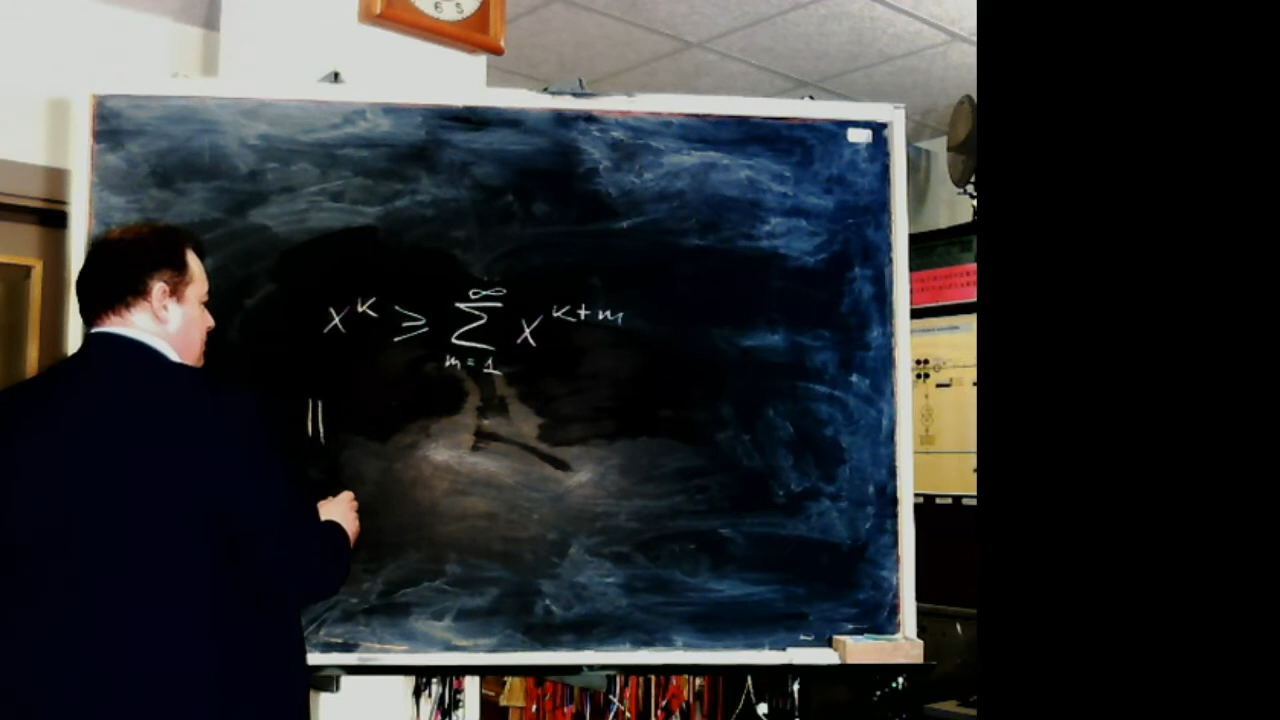 x^k ≥ ∑_{m=1}^{∞} x^{k+m}